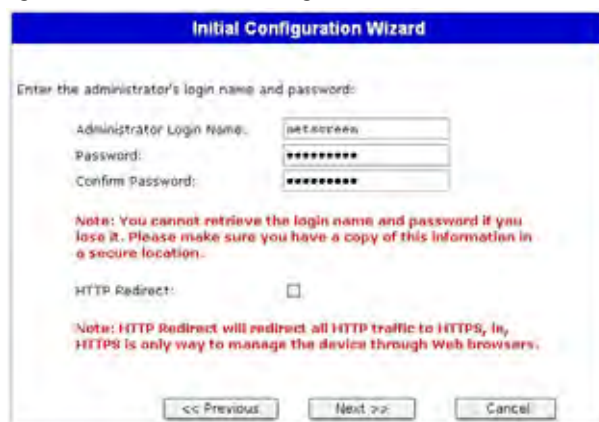 Initial Configuration Wizard
Enter the administrator's login name and password:
Administrator Login Name:
netscreen
Password:
•••••••••
Confirm Password:
•••••••••
Note: You cannot retrieve the login name and password if you
lose it. Please make sure you have a copy of this information in
a secure location.
HTTP Redirect:
Note: HTTP Redirect will redirect all HTTP traffic to HTTPS, ie,
HTTPS is only way to manage the device through Web browsers.
<< Previous
Next >>
Cancel